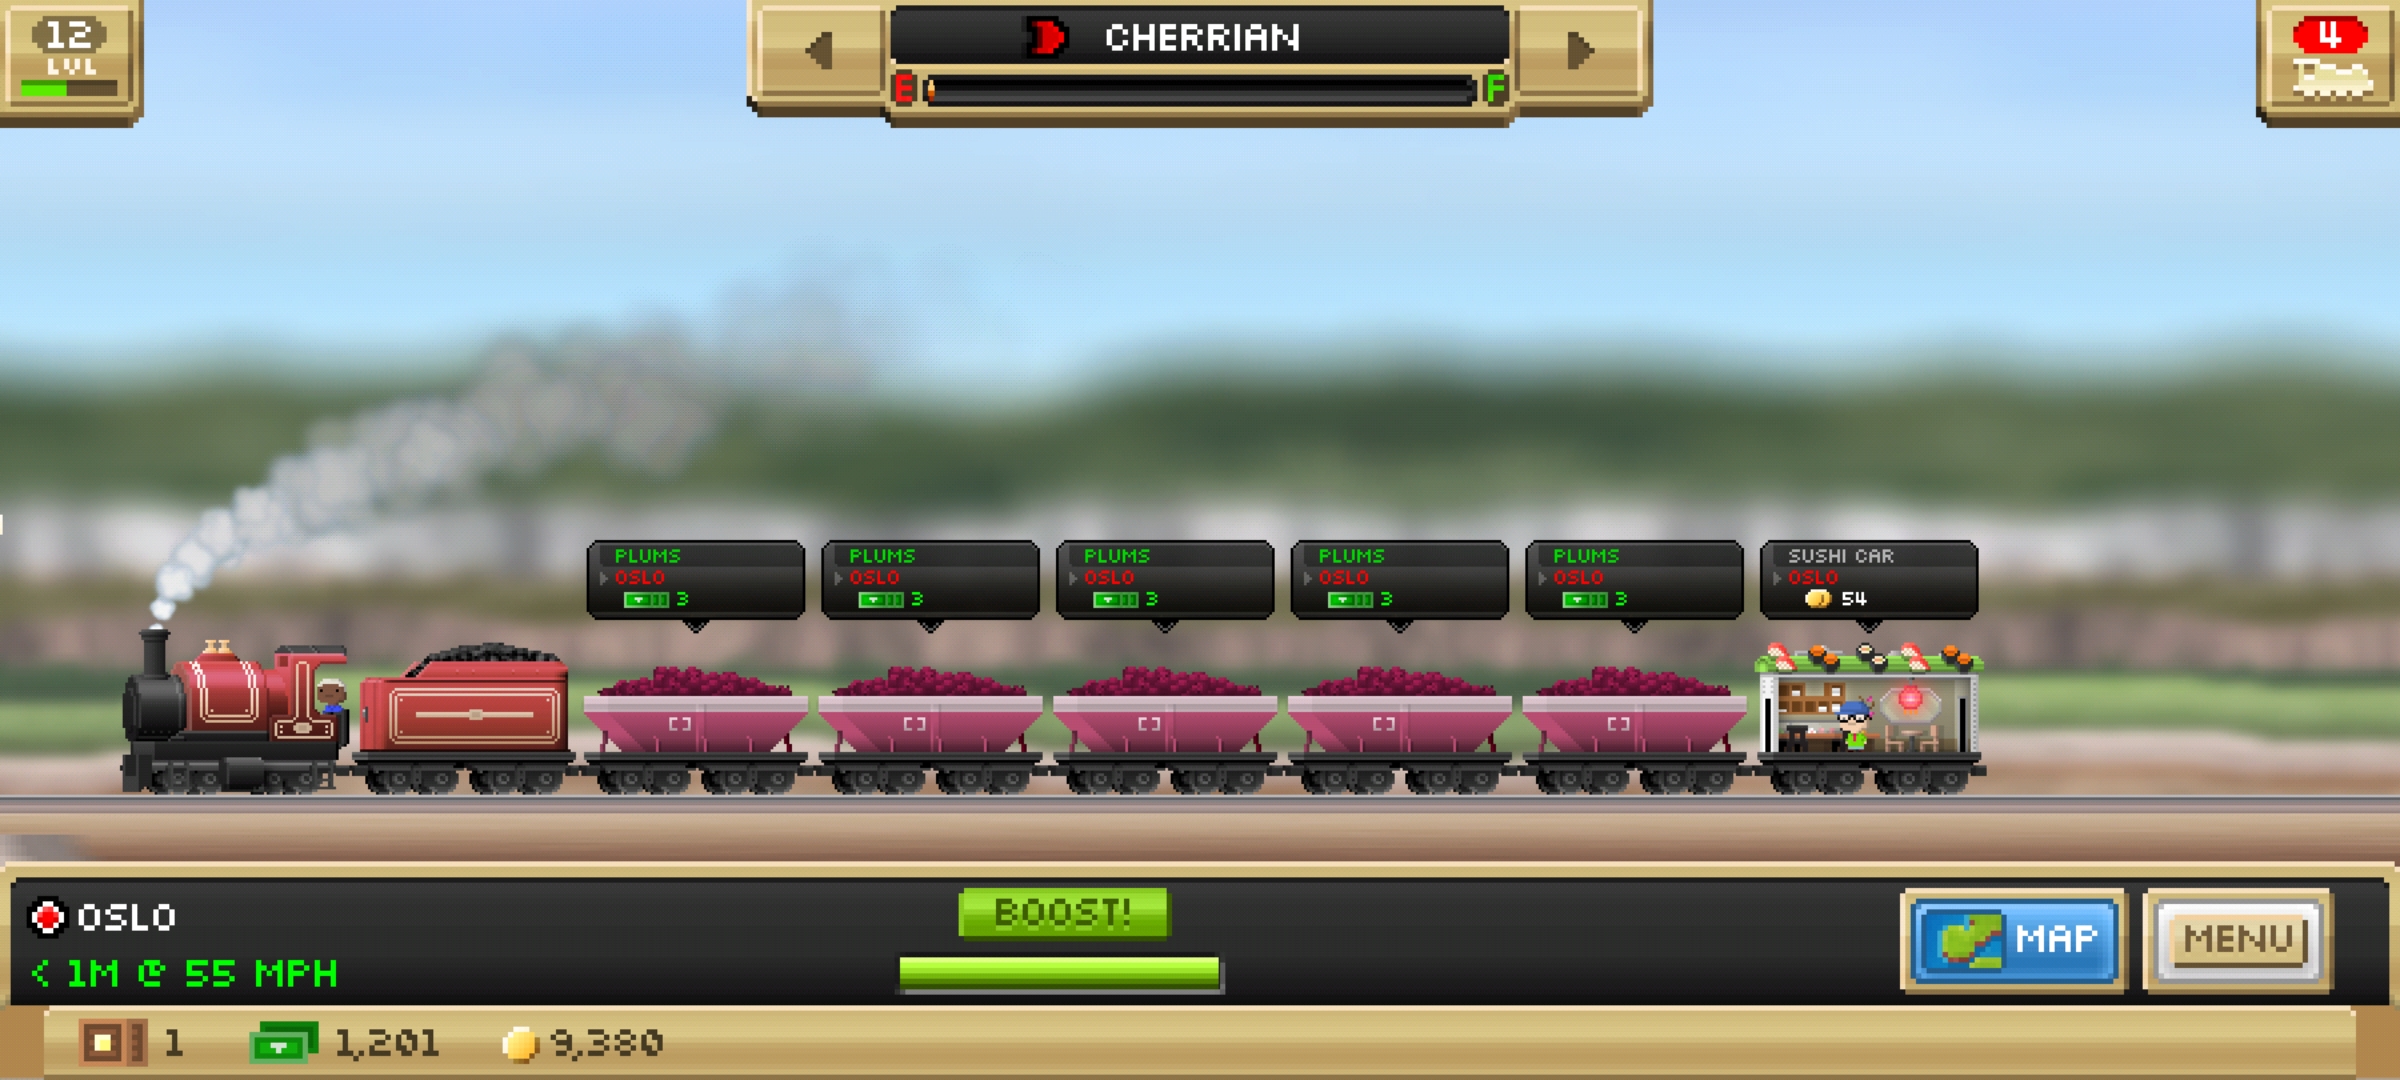 12
LVL
CHERRIAN
E F
4
PLUMS
OSLO
3
PLUMS
OSLO
3
PLUMS
OSLO
3
PLUMS
OSLO
3
PLUMS
OSLO
3
SUSHI CAR
OSLO
54
OSLO
< 1M @ 55 MPH
BOOST!
MAP
MENU
1
1,201
9,380